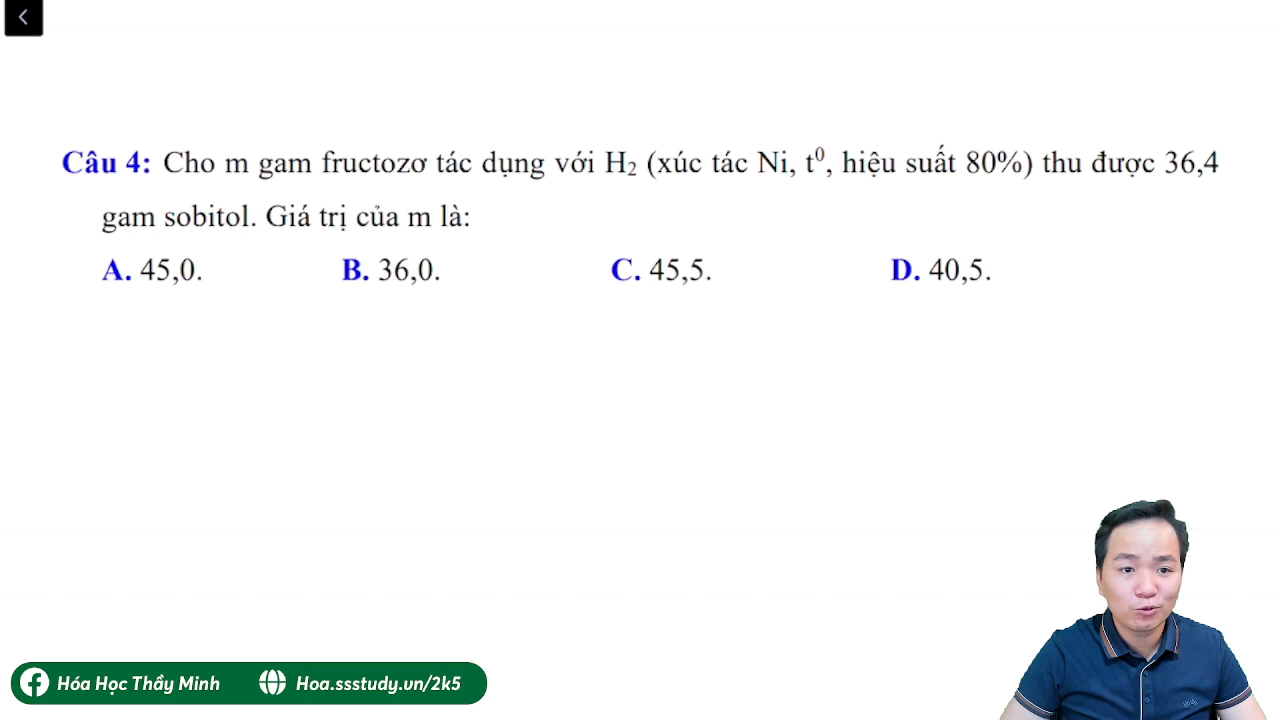 Câu 4: Cho m gam fructozơ tác dụng với H₂ (xúc tác Ni, t⁰, hiệu suất 80%) thu được 36,4
gam sobitol. Giá trị của m là:
A. 45,0. B. 36,0. C. 45,5. D. 40,5.
Hóa Học Thầy Minh Hoa.ssstudy.vn/2k5